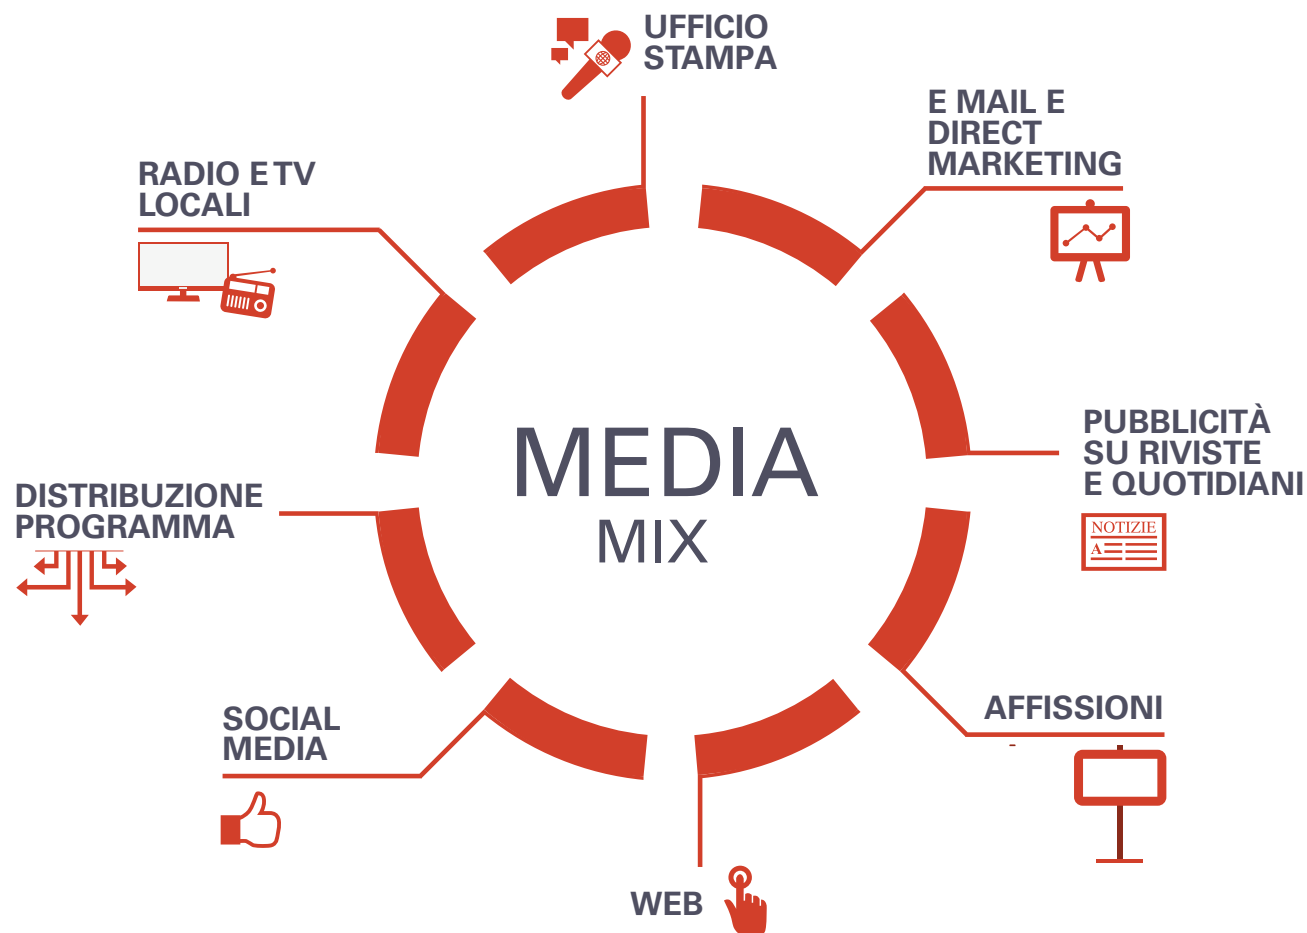 UFFICIO
STAMPA
E MAIL E
DIRECT
MARKETING
RADIO E TV
LOCALI
PUBBLICITÀ
SU RIVISTE
E QUOTIDIANI
NOTIZIE
A
MEDIA
MIX
DISTRIBUZIONE
PROGRAMMA
SOCIAL
MEDIA
AFFISSIONI
-
WEB